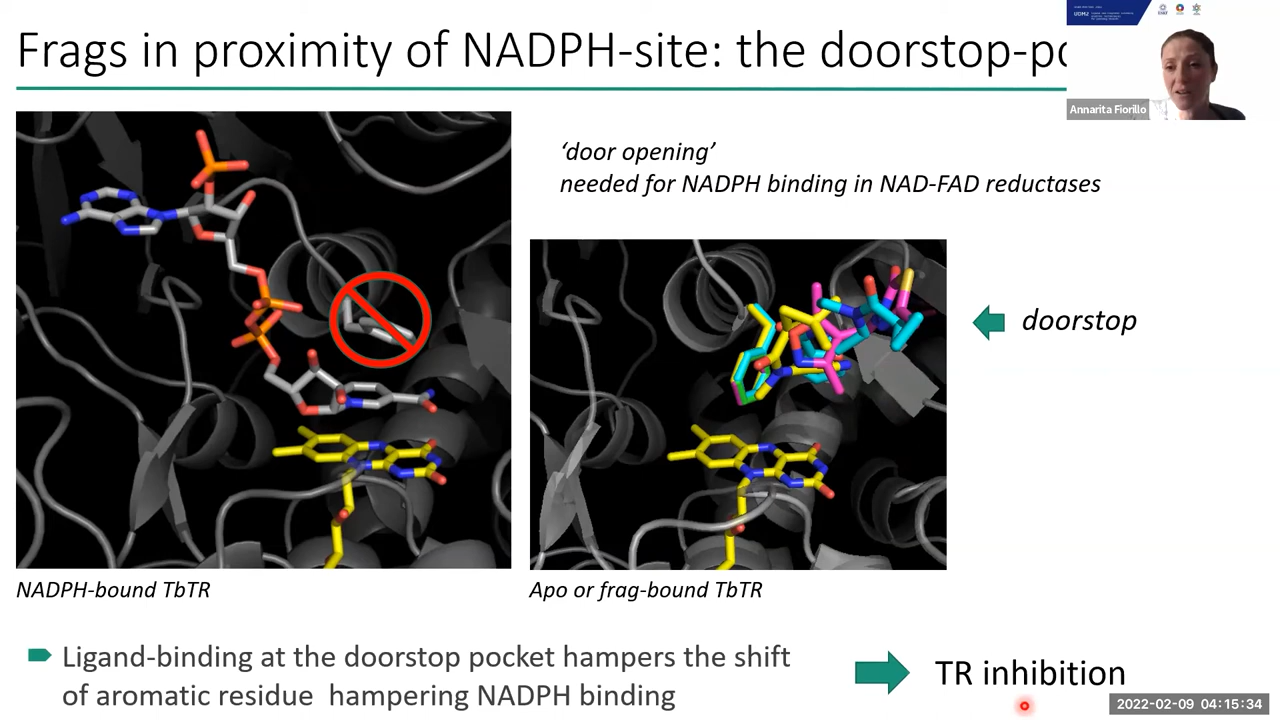 Frags in proximity of NADPH-site: the doorstop-po
Annarita Fiorillo
‘door opening’
needed for NADPH binding in NAD-FAD reductases
doorstop
NADPH-bound TbTR
Apo or frag-bound TbTR
Ligand-binding at the doorstop pocket hampers the shift
of aromatic residue hampering NADPH binding
TR inhibition
2022-02-09 04:15:34